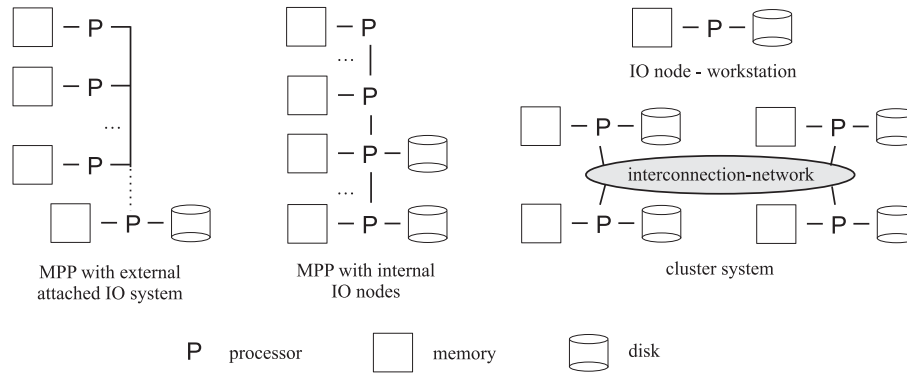 P
P
...
P
P
MPP with external
attached IO system
P
...
P
P
...
P
MPP with internal
IO nodes
P
IO node - workstation
P P
interconnection-network
P P
cluster system
P processor memory disk